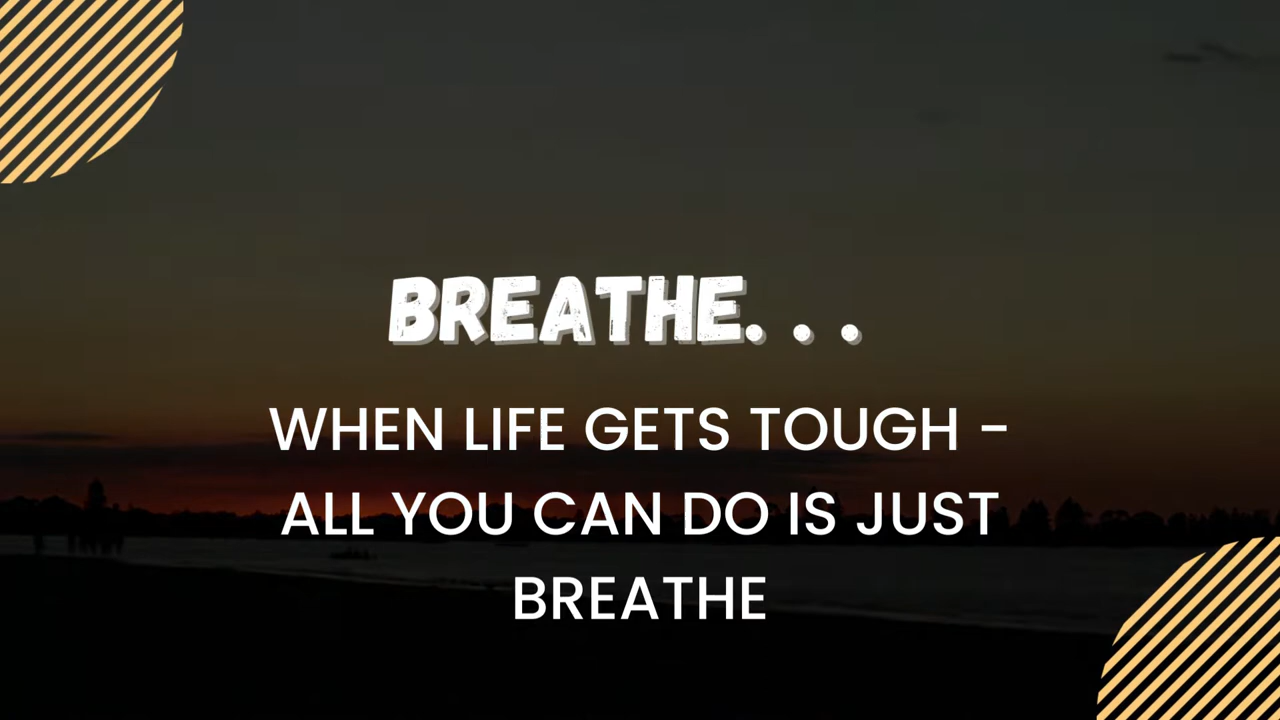 BREATHE. . .
WHEN LIFE GETS TOUGH -
ALL YOU CAN DO IS JUST
BREATHE